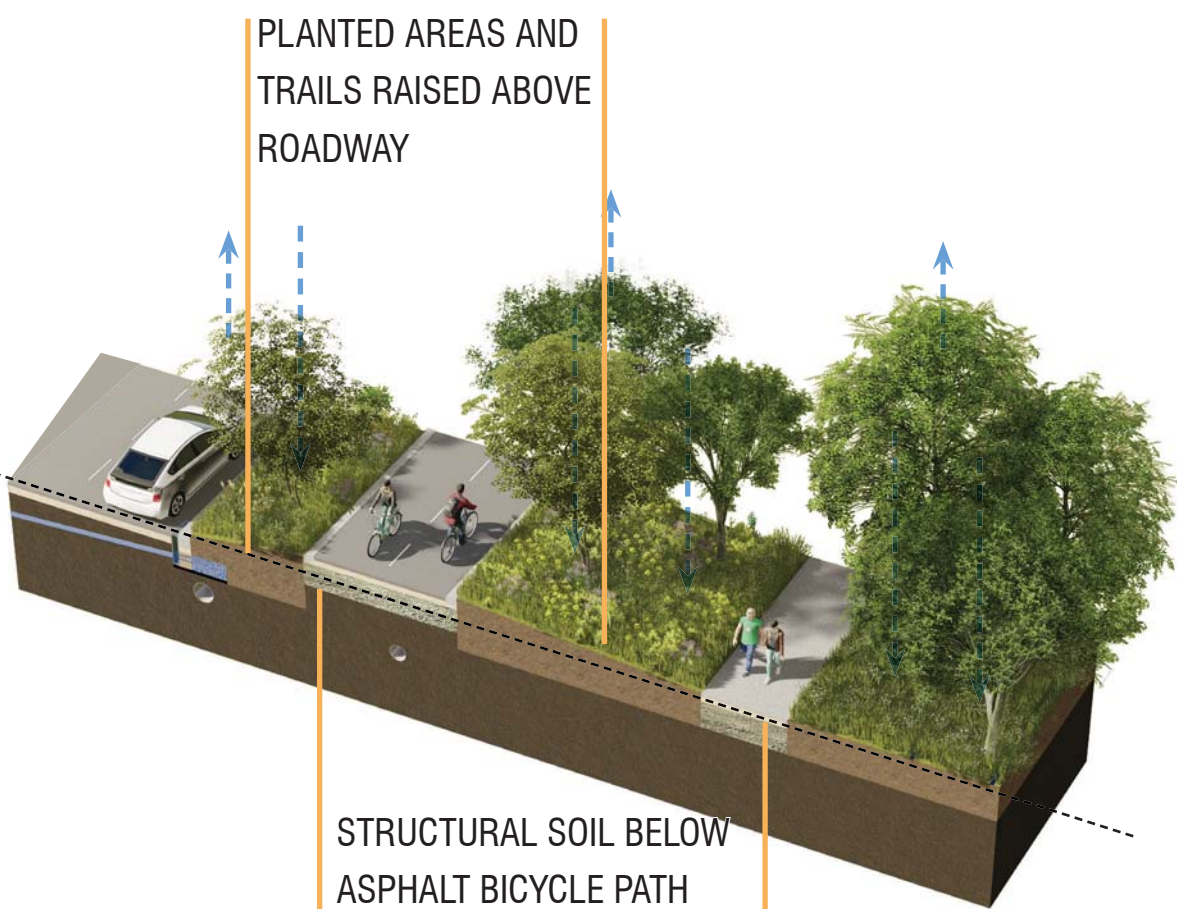 PLANTED AREAS AND
TRAILS RAISED ABOVE
ROADWAY
STRUCTURAL SOIL BELOW
ASPHALT BICYCLE PATH